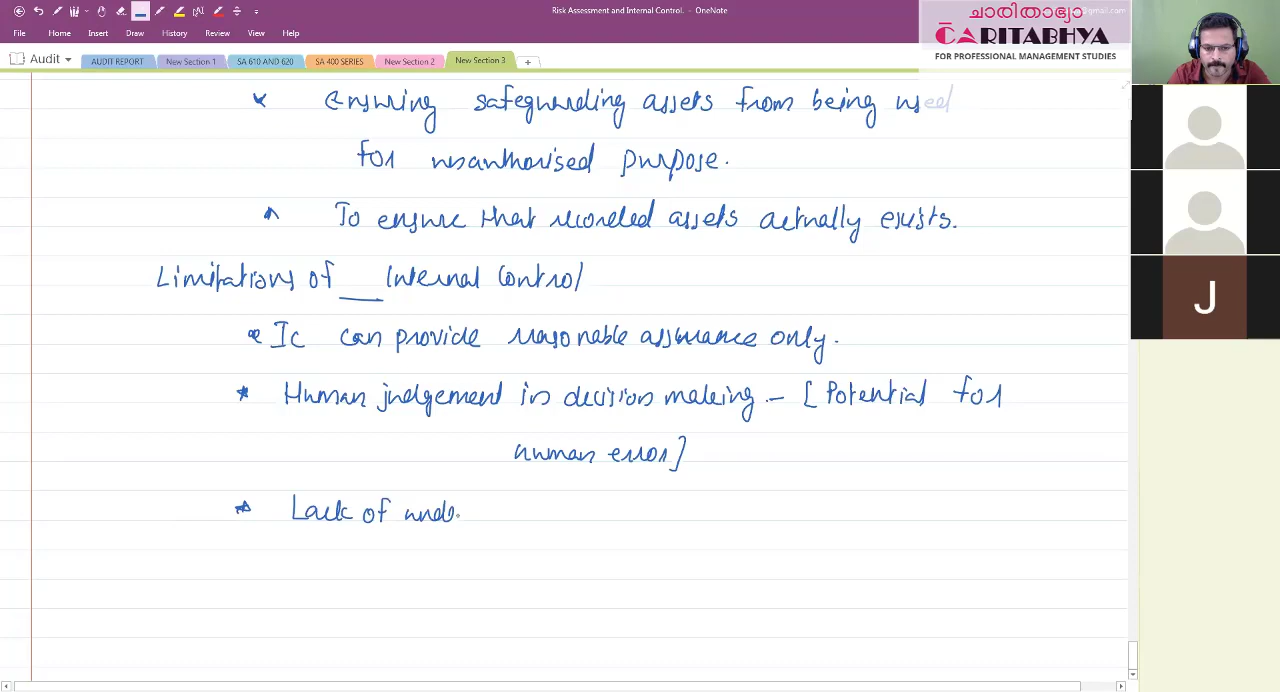 Risk Assessment and Internal Control. - OneNote
@gmail.com
ചാരിതാഭ്യാ
CARITABHYA
FOR PROFESSIONAL MANAGEMENT STUDIES
File Home Insert Draw History Review View Help
Audit AUDIT REPORT New Section 1 SA 610 AND 620 SA 400 SERIES New Section 2 New Section 3
ensuring safeguarding assets from being used
for unauthorised purpose.
To ensure that recorded assets actually exists.
Limitations of __ Internal Control
* IC can provide reasonable assurance only.
* Human judgement in decision making - [Potential for
human error]
* Lack of unde
J